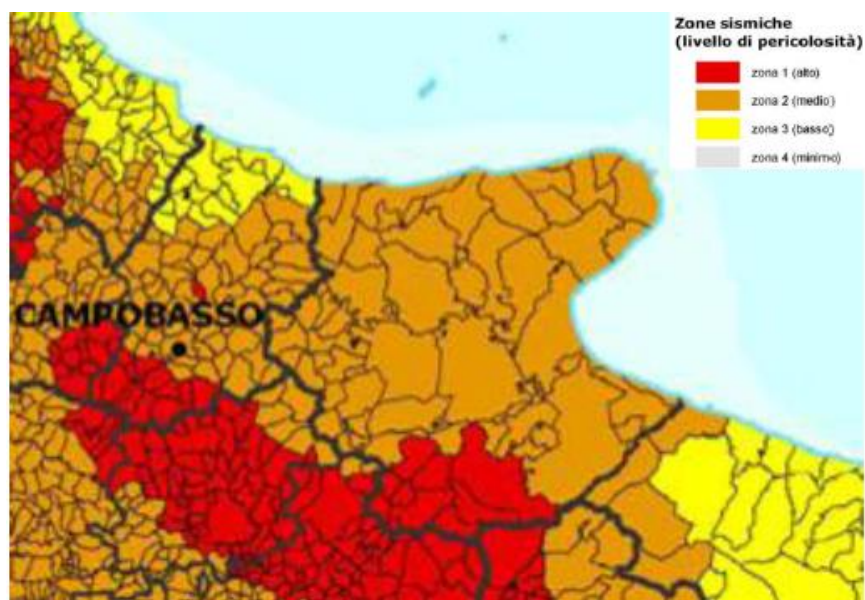 Zone sismiche
(livello di pericolosità)
zona 1 (alto)
zona 2 (medio)
zona 3 (basso)
zona 4 (minimo)
CAMPOBASSO